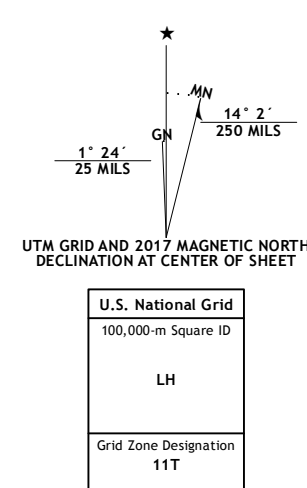 ★
MN
GN
14° 2´
250 MILS
1° 24´
25 MILS
UTM GRID AND 2017 MAGNETIC NORTH
DECLINATION AT CENTER OF SHEET
U.S. National Grid
100,000-m Square ID
LH
Grid Zone Designation
11T